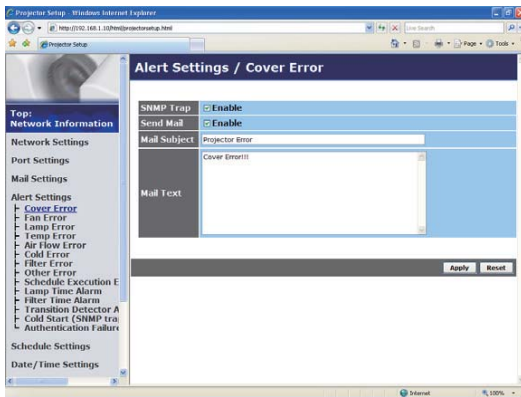 Projector Setup - Windows Internet Explorer
http://192.168.1.10/html/projectorsetup.html
Live Search
Projector Setup
Page
Tools
Alert Settings / Cover Error
Top:
Network Information
Network Settings
Port Settings
Mail Settings
Alert Settings
Cover Error
Fan Error
Lamp Error
Temp Error
Air Flow Error
Cold Error
Filter Error
Other Error
Schedule Execution E
Lamp Time Alarm
Filter Time Alarm
Transition Detector A
Cold Start (SNMP tra
Authentication Failure
Schedule Settings
Date/Time Settings
SNMP Trap Enable
Send Mail Enable
Mail Subject Projector Error
Mail Text Cover Error!!!
Apply Reset
Internet 100%